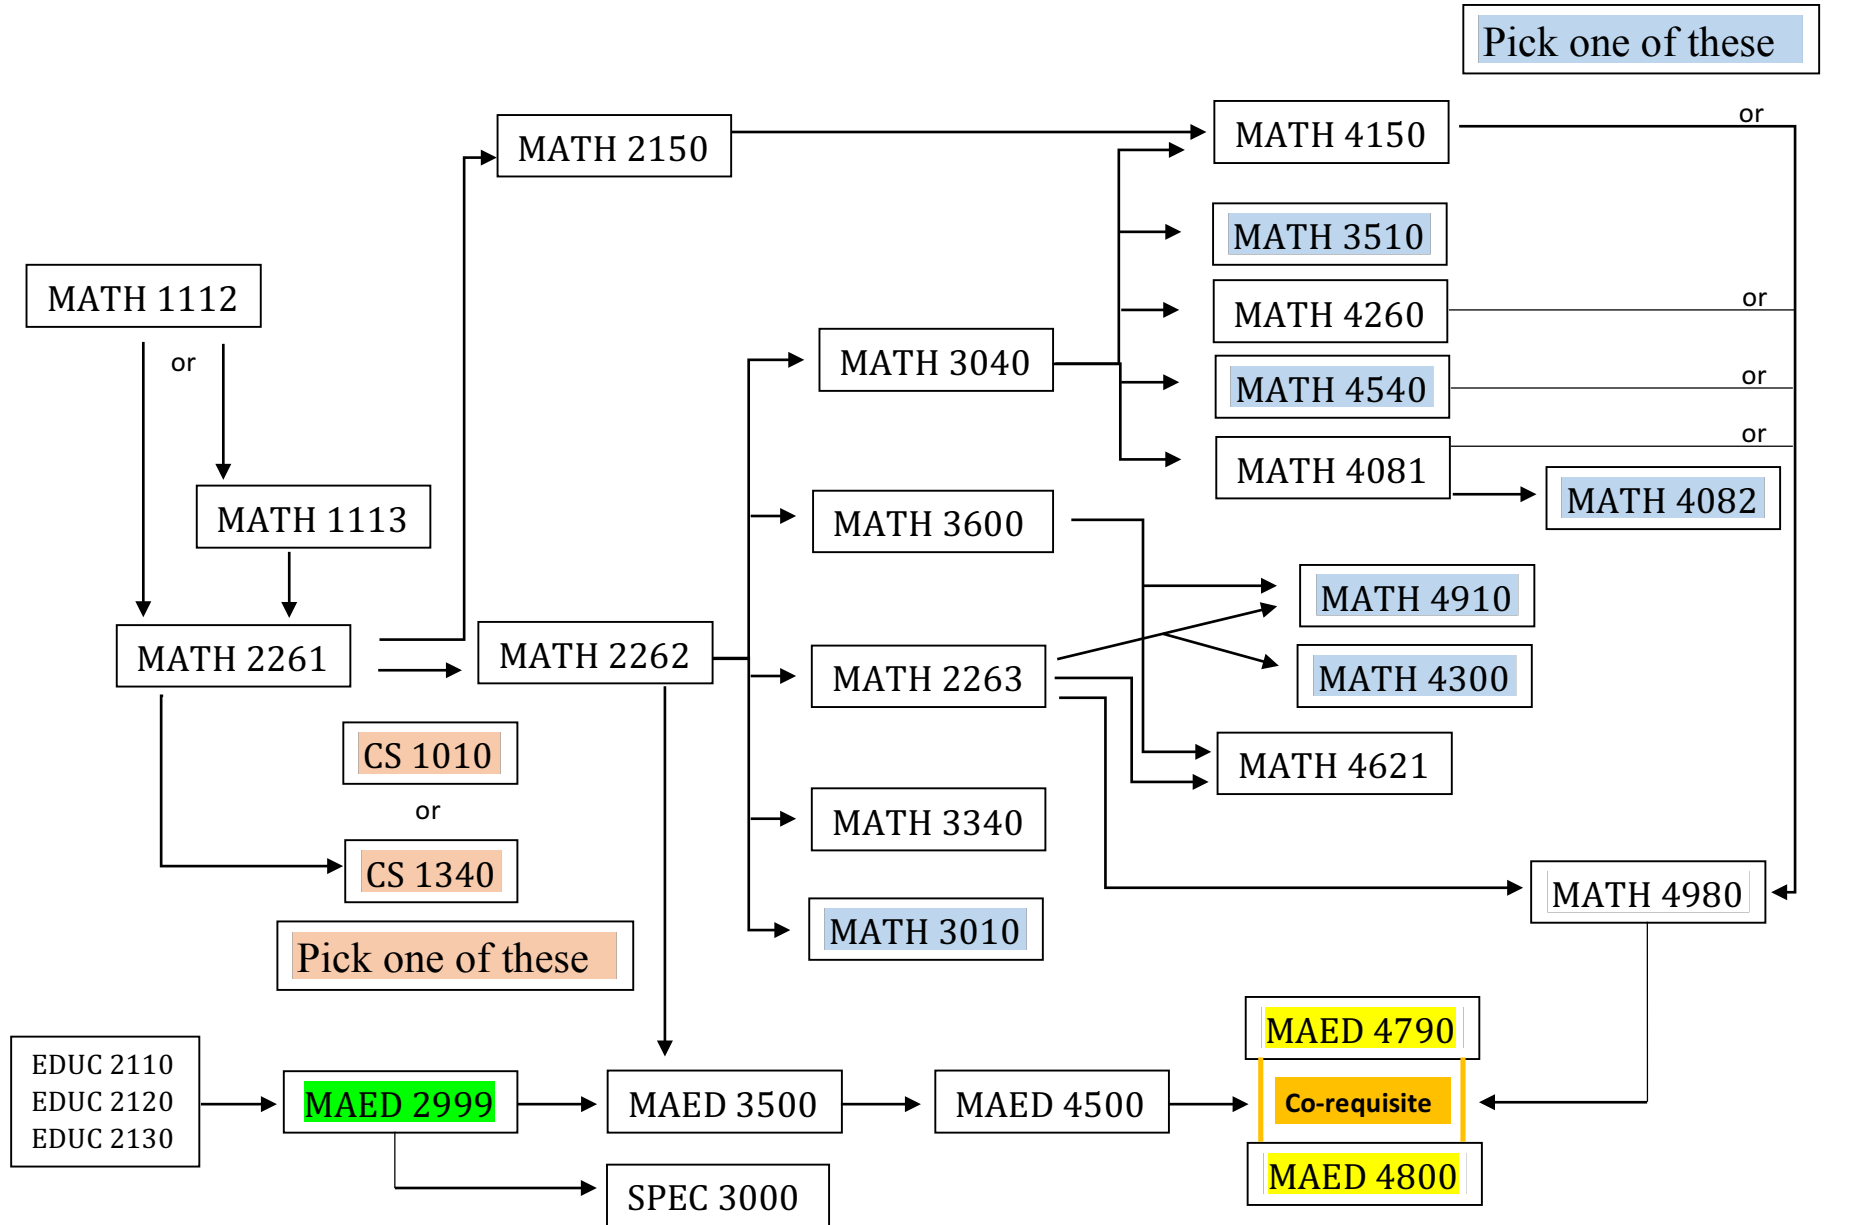 Pick one of these
MATH 2150
MATH 4150
or
MATH 3510
MATH 1112
or
MATH 4260
or
MATH 3040
MATH 4540
or
MATH 4081
or
MATH 4082
MATH 1113
MATH 3600
MATH 4910
MATH 2261
MATH 2262
MATH 2263
MATH 4300
CS 1010
or
CS 1340
Pick one of these
MATH 4621
MATH 3340
MATH 3010
MATH 4980
EDUC 2110
EDUC 2120
EDUC 2130
MAED 2999
MAED 3500
MAED 4500
MAED 4790
Co-requisite
MAED 4800
SPEC 3000